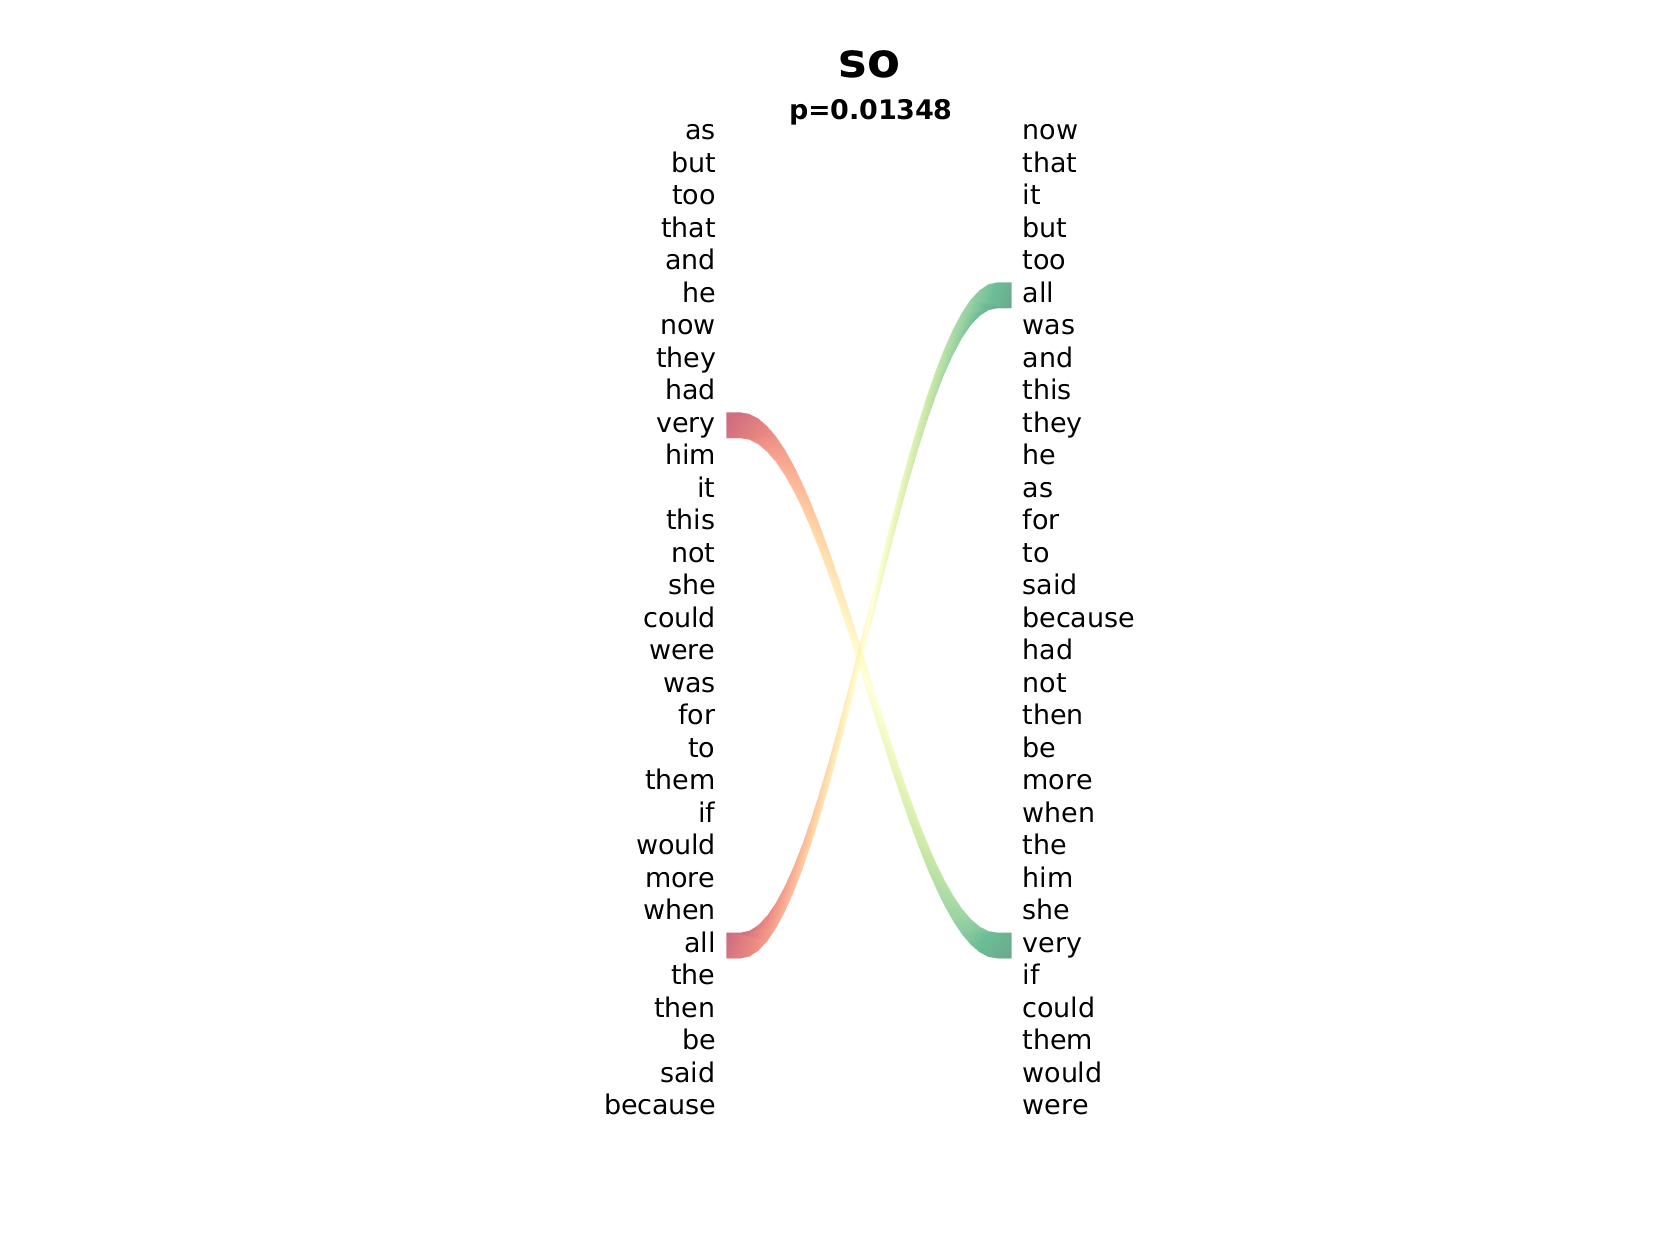 so
p=0.01348
as now
but that
too it
that but
and too
he all
now was
they and
had this
very they
him he
it as
this for
not to
she said
could because
were had
was not
for then
to be
them more
if when
would the
more him
when she
all very
the if
then could
be them
said would
because were